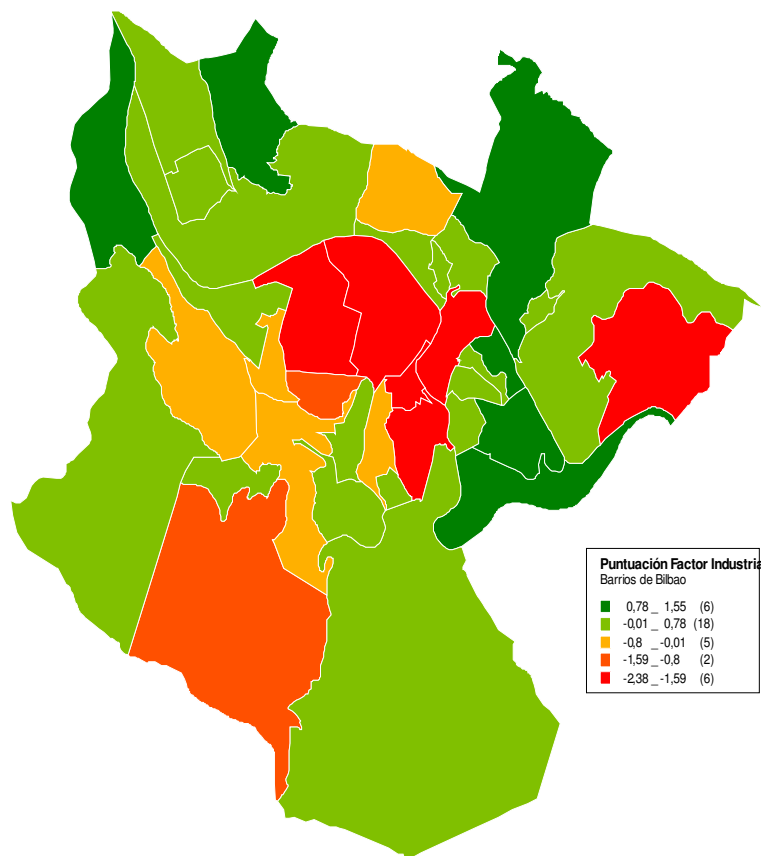 Puntuación Factor Industria
Barrios de Bilbao
0,78 _ 1,55 (6)
-0,01 _ 0,78 (18)
-0,8 _ -0,01 (5)
-1,59 _ -0,8 (2)
-2,38 _ -1,59 (6)